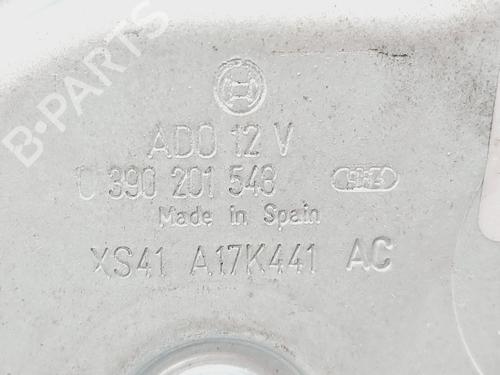 B-PARTS
ADO 12 V
0 390 201 548
Made in Spain
XS41 A17K441 AC